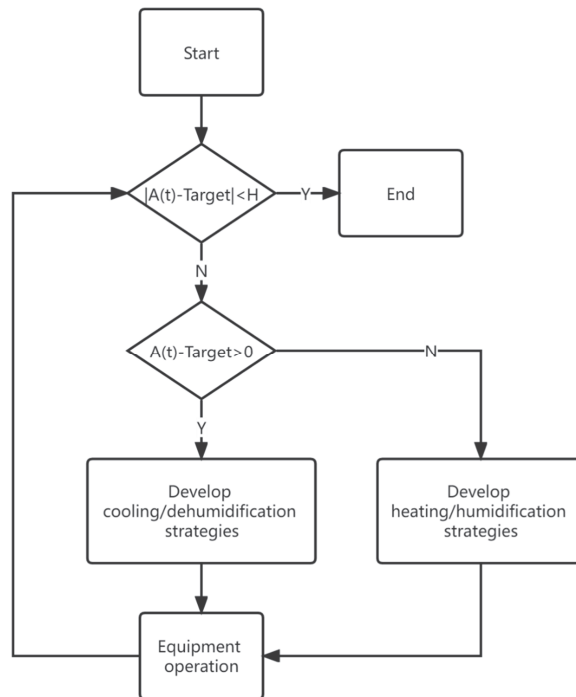 Start
|A(t)-Target|<H
Y
End
N
A(t)-Target>0
N
Y
Develop
cooling/dehumidification
strategies
Develop
heating/humidification
strategies
Equipment
operation